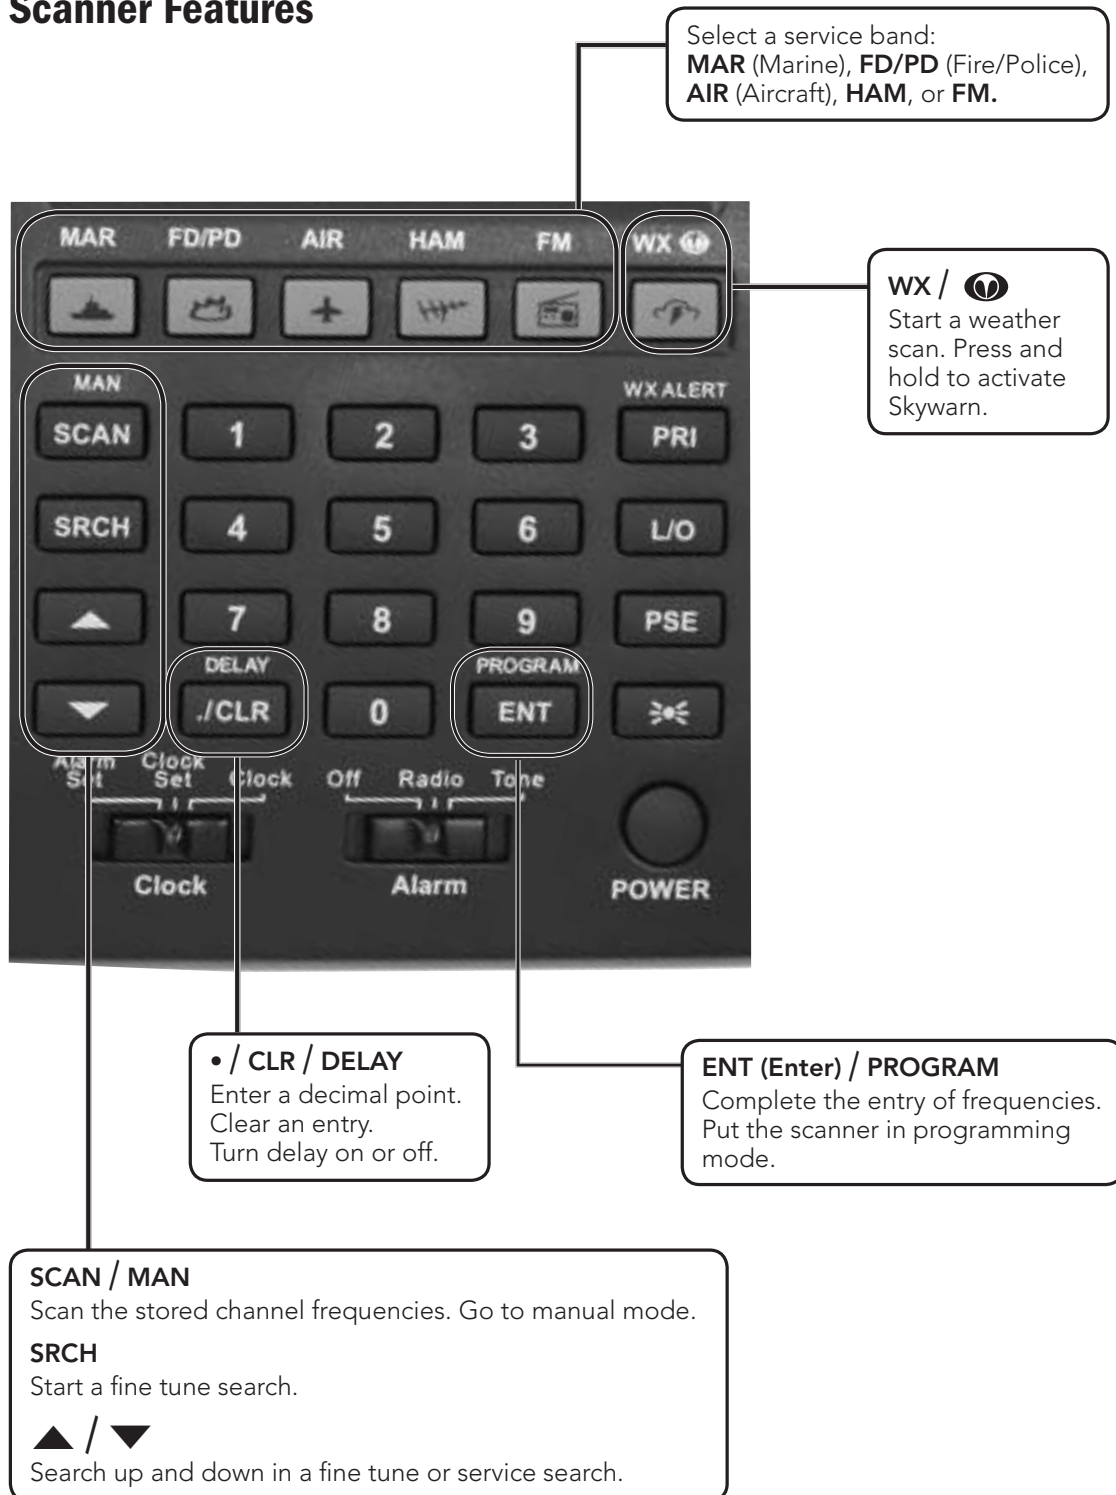 Scanner Features
Select a service band:
MAR (Marine), FD/PD (Fire/Police),
AIR (Aircraft), HAM, or FM.
MAR FD/PD AIR HAM FM WX
WX /
Start a weather
scan. Press and
hold to activate
Skywarn.
MAN WX ALERT
SCAN 1 2 3 PRI
SRCH 4 5 6 L/O
7 8 9 PSE
DELAY PROGRAM
./CLR 0 ENT
Alarm Set Clock Set Clock Off Radio Tone
Clock Alarm POWER
• / CLR / DELAY
Enter a decimal point.
Clear an entry.
Turn delay on or off.
ENT (Enter) / PROGRAM
Complete the entry of frequencies.
Put the scanner in programming
mode.
SCAN / MAN
Scan the stored channel frequencies. Go to manual mode.
SRCH
Start a fine tune search.
▲ / ▼
Search up and down in a fine tune or service search.